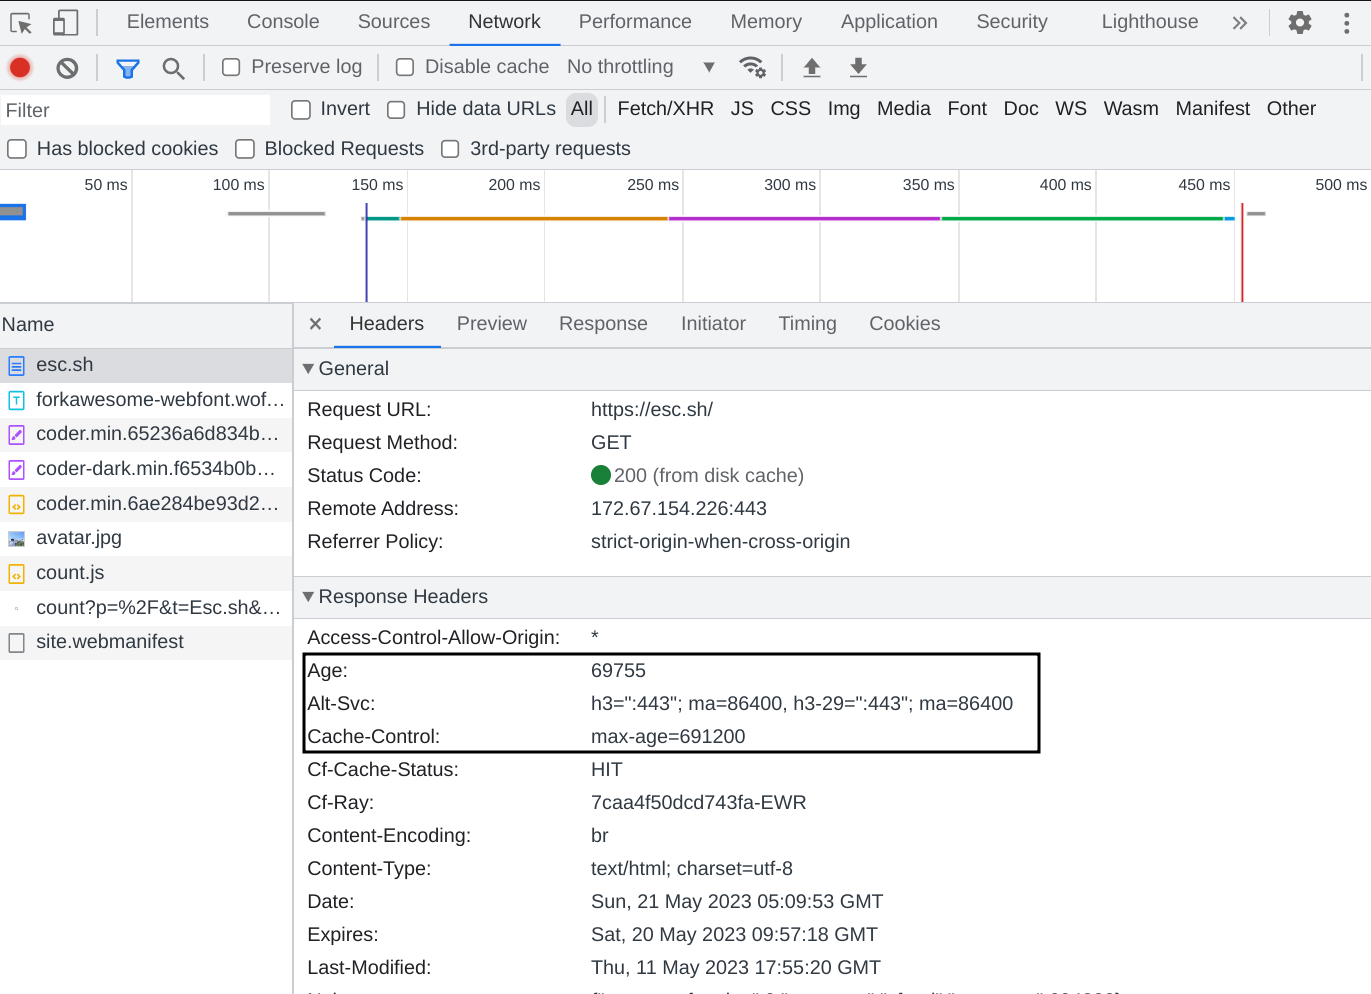 Elements Console Sources Network Performance Memory Application Security Lighthouse
Preserve log Disable cache No throttling
Filter Invert Hide data URLs All Fetch/XHR JS CSS Img Media Font Doc WS Wasm Manifest Other
Has blocked cookies Blocked Requests 3rd-party requests
50 ms 100 ms 150 ms 200 ms 250 ms 300 ms 350 ms 400 ms 450 ms 500 ms
Name
esc.sh
forkawesome-webfont.wof…
coder.min.65236a6d834b…
coder-dark.min.f6534b0b…
coder.min.6ae284be93d2…
avatar.jpg
count.js
count?p=%2F&t=Esc.sh&…
site.webmanifest
Headers Preview Response Initiator Timing Cookies
General
Request URL: https://esc.sh/
Request Method: GET
Status Code: 200 (from disk cache)
Remote Address: 172.67.154.226:443
Referrer Policy: strict-origin-when-cross-origin
Response Headers
Access-Control-Allow-Origin: *
Age: 69755
Alt-Svc: h3=":443"; ma=86400, h3-29=":443"; ma=86400
Cache-Control: max-age=691200
Cf-Cache-Status: HIT
Cf-Ray: 7caa4f50dcd743fa-EWR
Content-Encoding: br
Content-Type: text/html; charset=utf-8
Date: Sun, 21 May 2023 05:09:53 GMT
Expires: Sat, 20 May 2023 09:57:18 GMT
Last-Modified: Thu, 11 May 2023 17:55:20 GMT